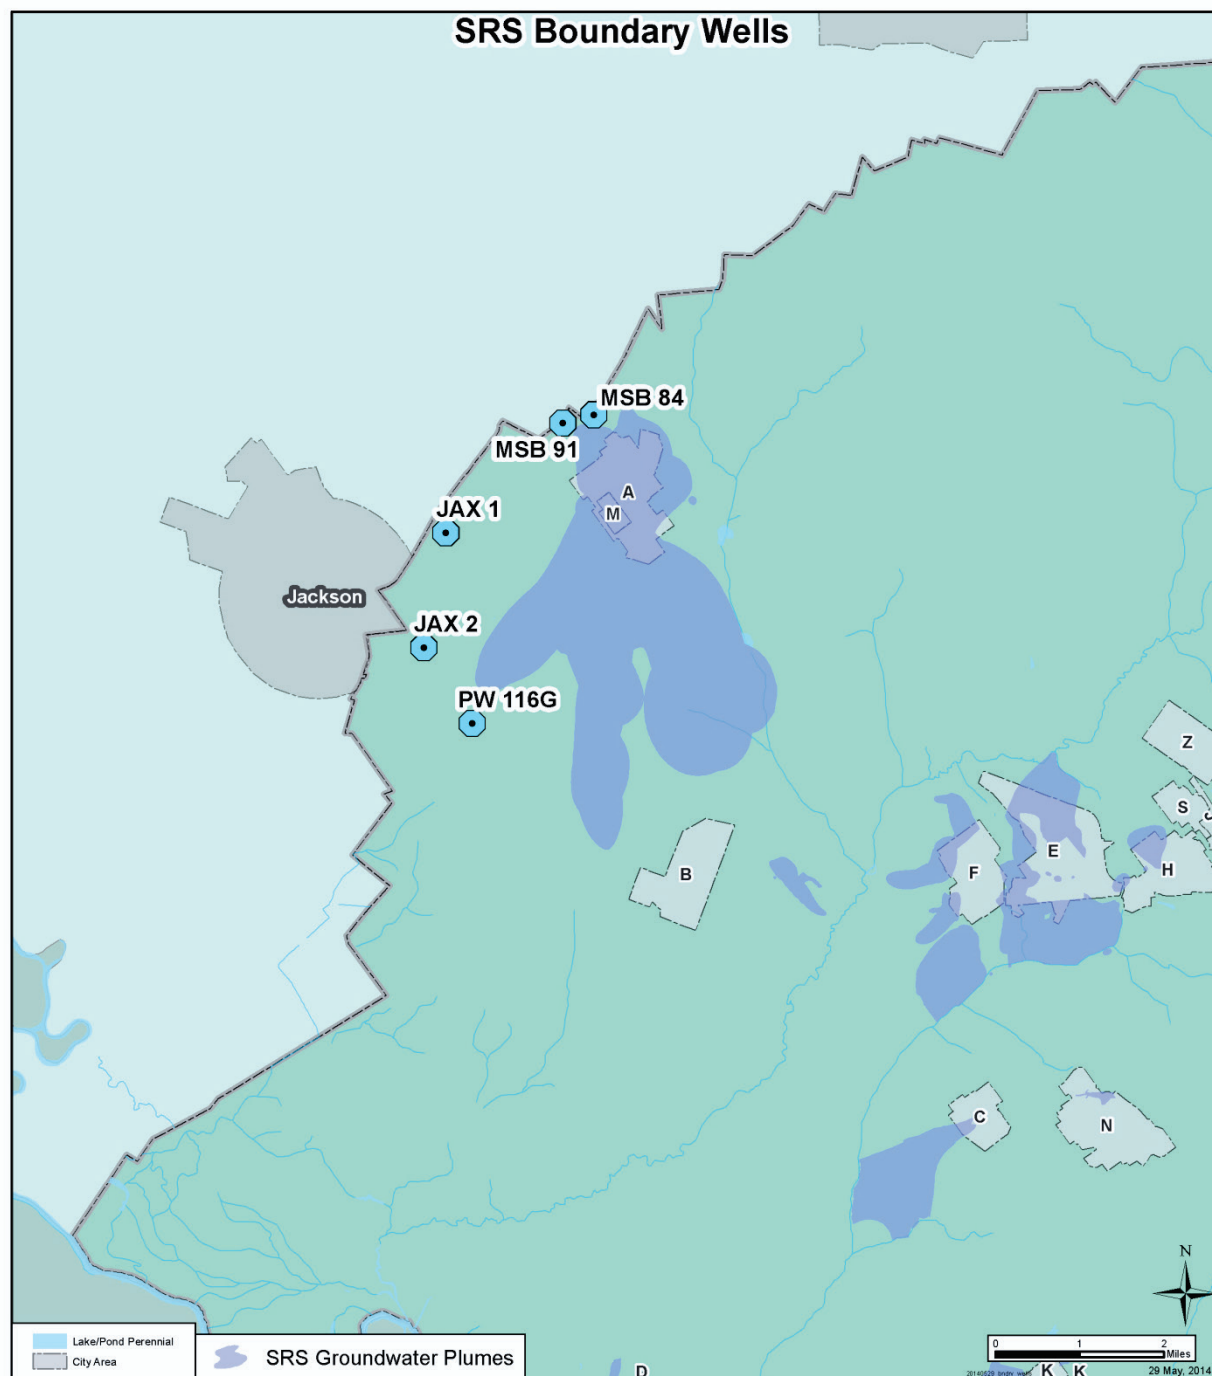 SRS Boundary Wells
MSB 84
MSB 91
A
M
JAX 1
Jackson
JAX 2
PW 116G
Z
S
J
B
F
E
H
C
N
N
Lake/Pond Perennial
City Area
SRS Groundwater Plumes
0 1 2
Miles
D
K K
29 May, 2014